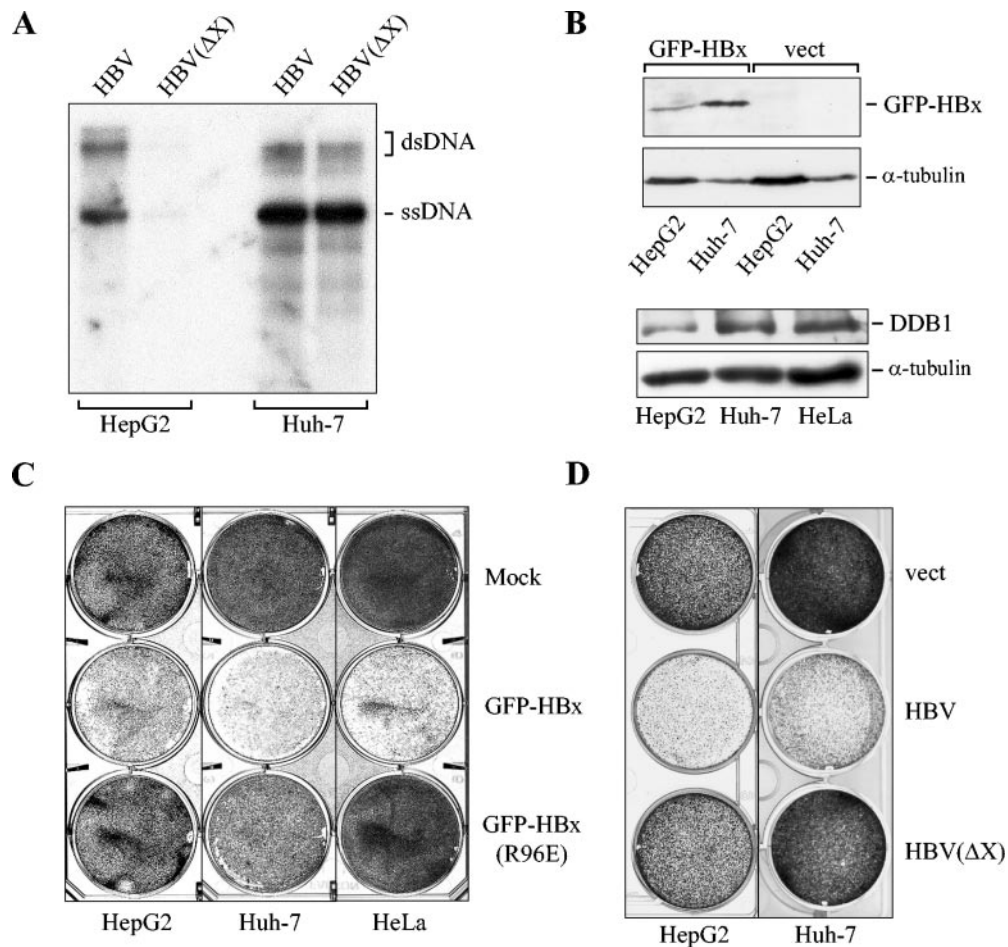 A
HBV
HBV(ΔX)
HBV
HBV(ΔX)
dsDNA
ssDNA
HepG2
Huh-7
B
GFP-HBx
vect
GFP-HBx
α-tubulin
HepG2
Huh-7
HepG2
Huh-7
DDB1
α-tubulin
HepG2
Huh-7
HeLa
C
Mock
GFP-HBx
GFP-HBx
(R96E)
HepG2
Huh-7
HeLa
D
vect
HBV
HBV(ΔX)
HepG2
Huh-7